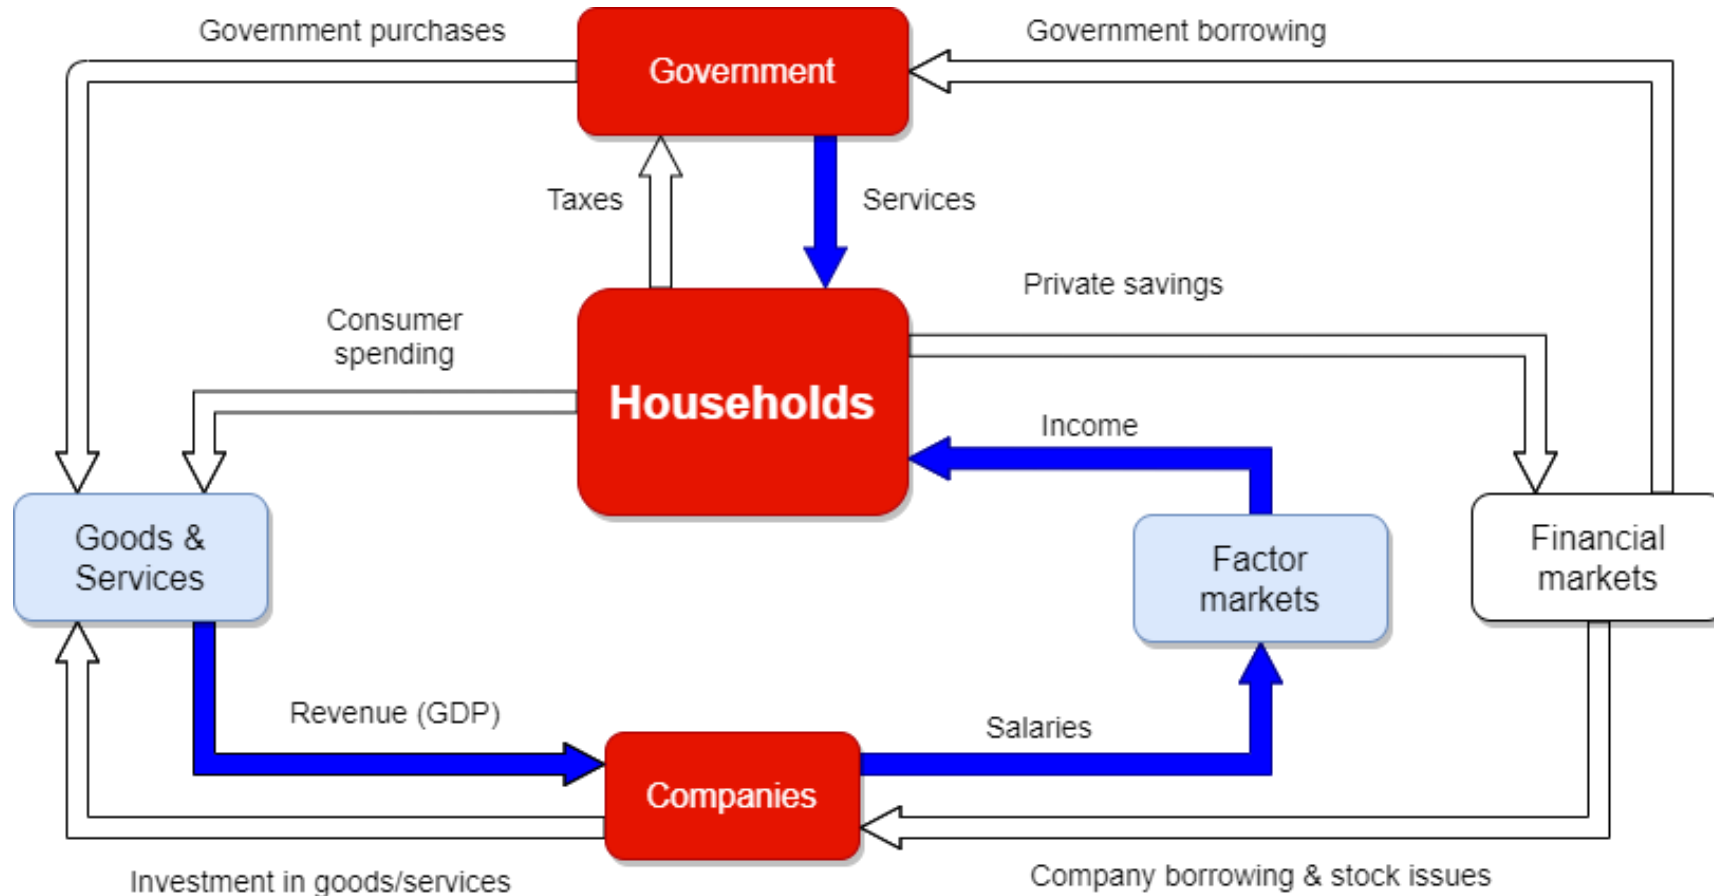 Government purchases
Government
Government borrowing
Taxes
Services
Private savings
Consumer
spending
Households
Income
Goods &
Services
Factor
markets
Financial
markets
Revenue (GDP)
Salaries
Companies
Investment in goods/services
Company borrowing & stock issues